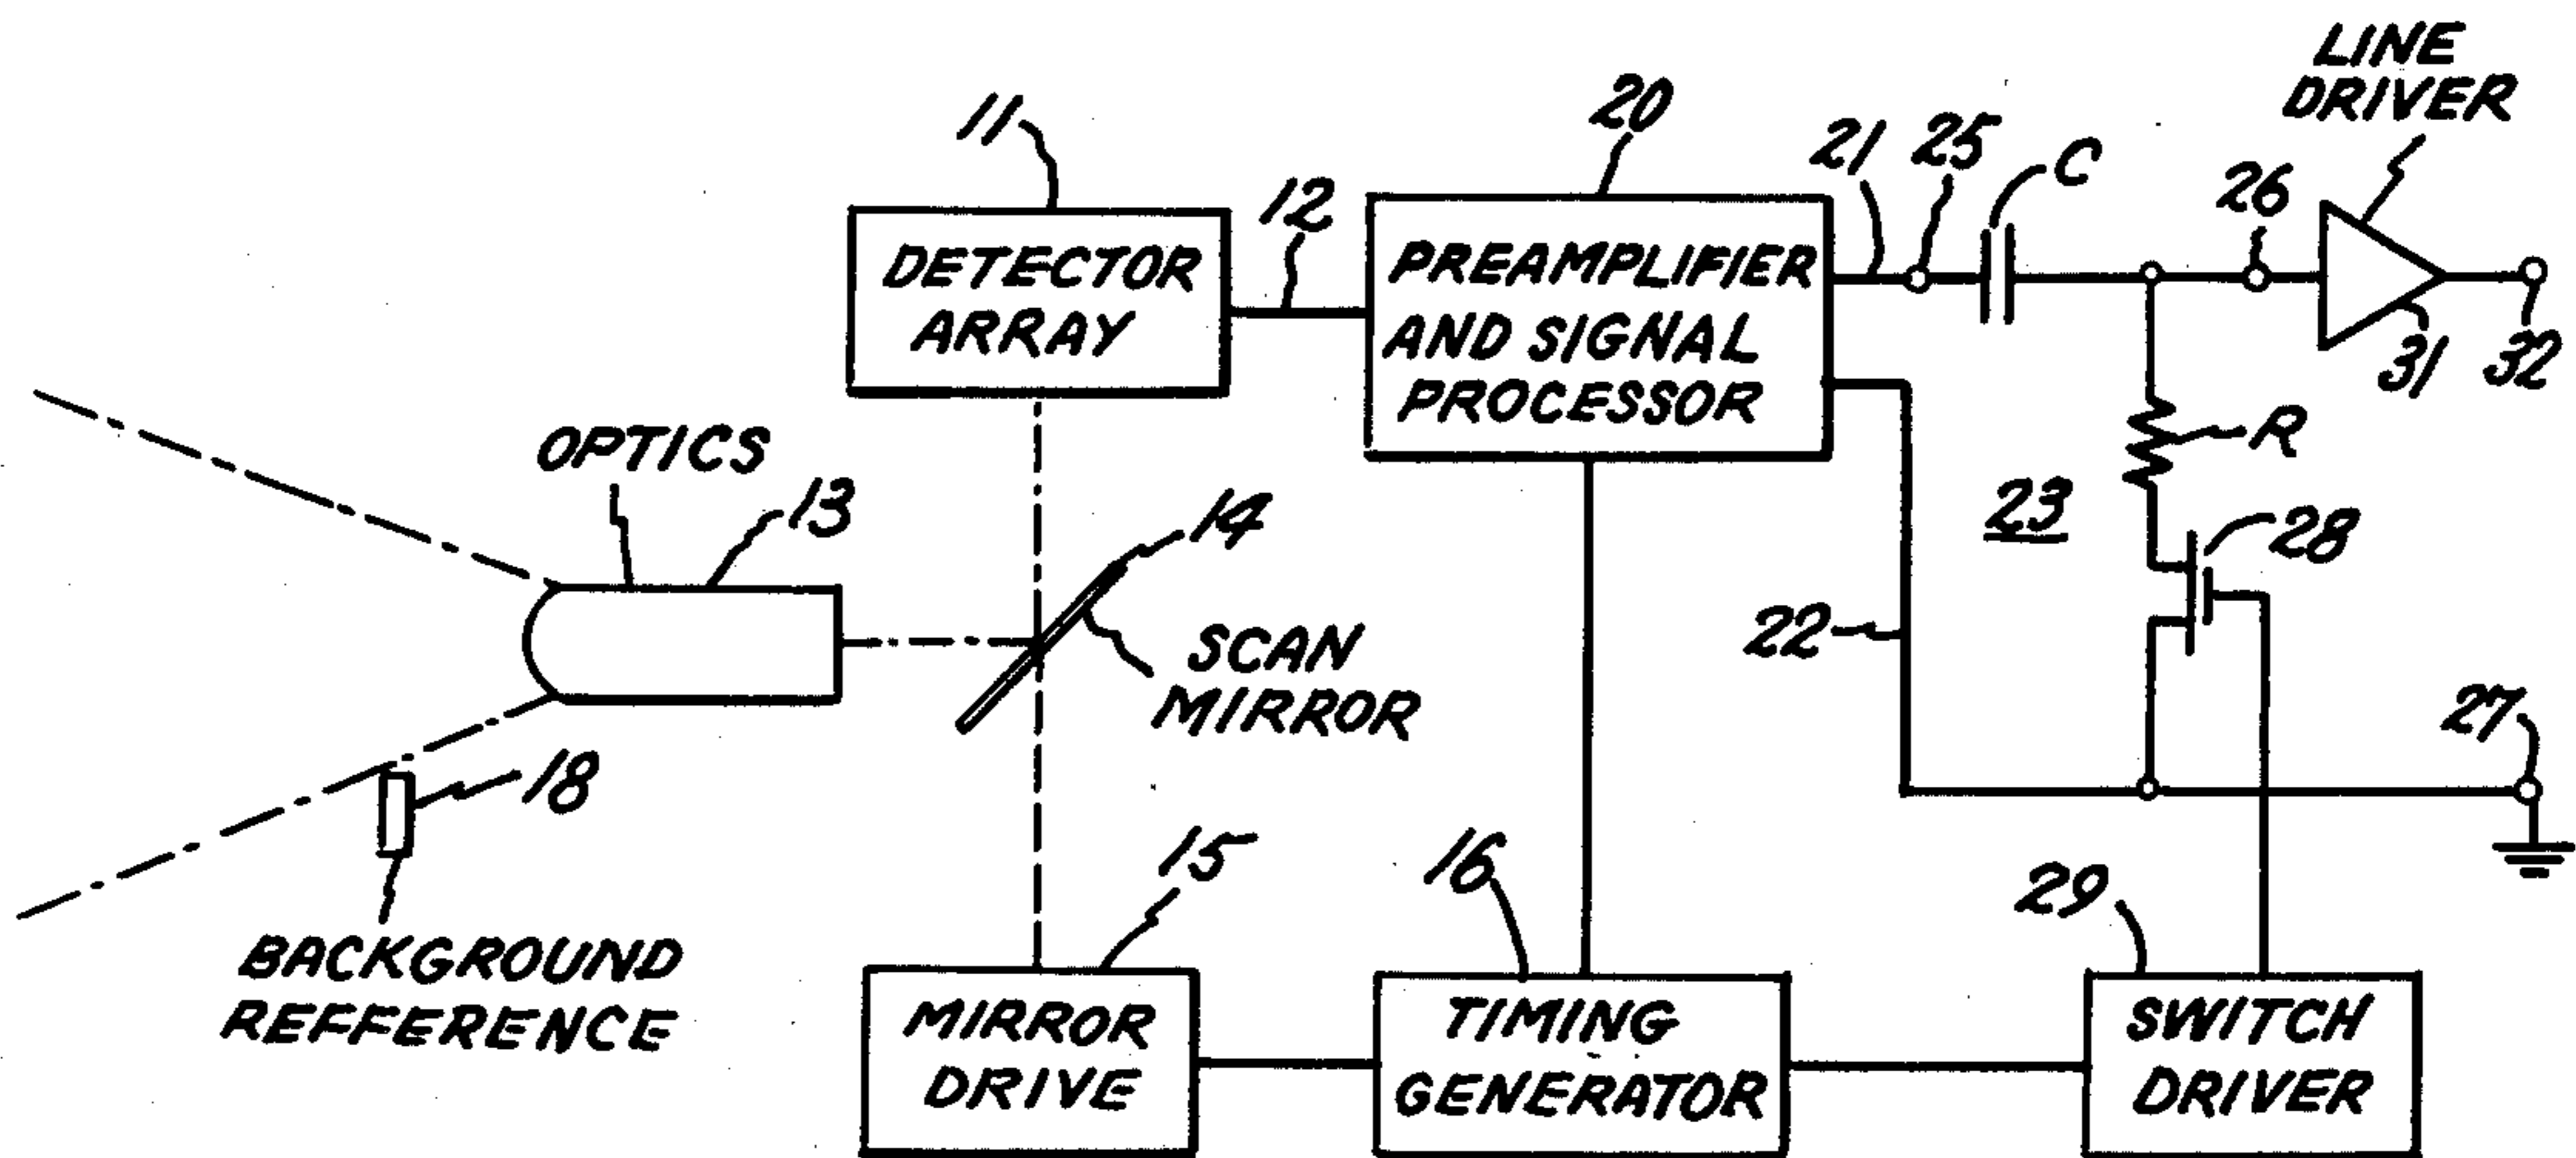 LINE
DRIVER
11
20
21
25
C
26
12
DETECTOR
ARRAY
PREAMPLIFIER
AND SIGNAL
PROCESSOR
31
32
OPTICS
13
14
R
23
28
22
SCAN
MIRROR
27
18
15
16
29
BACKGROUND
REFFERENCE
MIRROR
DRIVE
TIMING
GENERATOR
SWITCH
DRIVER